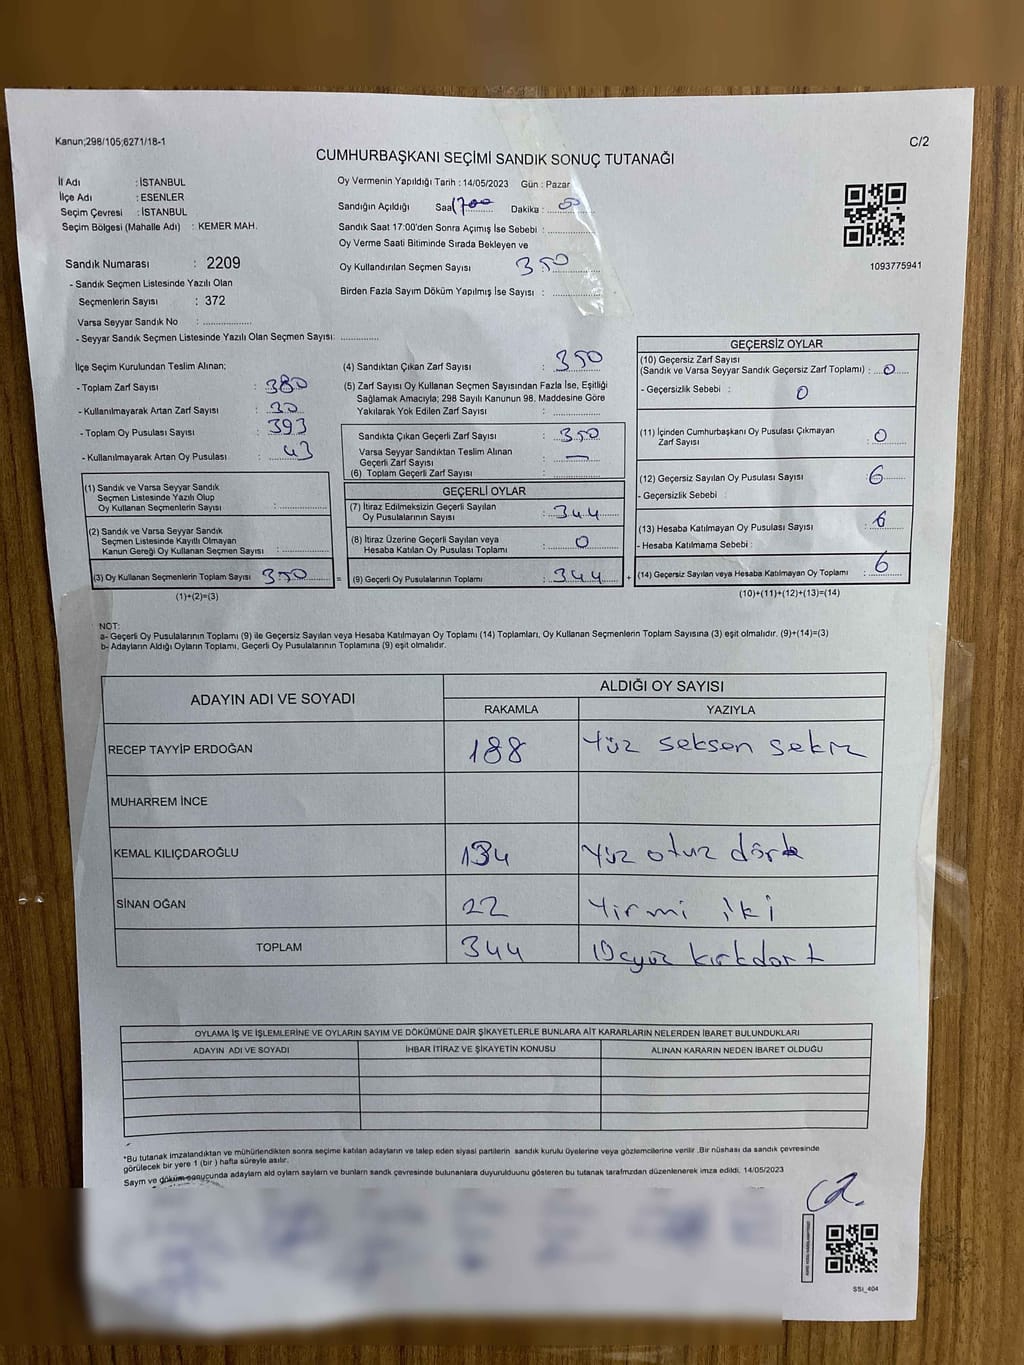 Kanun;298/105;6271/18-1
C/2
CUMHURBAŞKANI SEÇİMİ SANDIK SONUÇ TUTANAĞI
İl Adı : İSTANBUL
İlçe Adı : ESENLER
Seçim Çevresi : İSTANBUL
Seçim Bölgesi (Mahalle Adı) : KEMER MAH.
Sandık Numarası : 2209
- Sandık Seçmen Listesinde Yazılı Olan
Seçmenlerin Sayısı : 372
Varsa Seyyar Sandık No : ...................
- Seyyar Sandık Seçmen Listesinde Yazılı Olan Seçmen Sayısı: ...............
Oy Vermenin Yapıldığı Tarih : 14/05/2023 Gün : Pazar
Sandığın Açıldığı Saat 1700 Dakika : 0
Sandık Saat 17:00'den Sonra Açımış İse Sebebi : ...................
Oy Verme Saati Bitiminde Sırada Bekleyen ve
Oy Kullandırılan Seçmen Sayısı 350
Birden Fazla Sayım Döküm Yapılmış İse Sayısı : ...................
1093775941
İlçe Seçim Kurulundan Teslim Alınan;
- Toplam Zarf Sayısı : 380
- Kullanılmayarak Artan Zarf Sayısı : 30
- Toplam Oy Pusulası Sayısı : 393
- Kullanılmayarak Artan Oy Pusulası : 43
(1) Sandık ve Varsa Seyyar Sandık
Seçmen Listesinde Yazılı Olup
Oy Kullanan Seçmenlerin Sayısı : ...............
(2) Sandık ve Varsa Seyyar Sandık
Seçmen Listesinde Kayıtlı Olmayan
Kanun Gereği Oy Kullanan Seçmen Sayısı : ...............
(3) Oy Kullanan Seçmenlerin Toplam Sayısı 350 =
(1)+(2)=(3)
(4) Sandıktan Çıkan Zarf Sayısı : 350
(5) Zarf Sayısı Oy Kullanan Seçmen Sayısından Fazla İse, Eşitliği
Sağlamak Amacıyla; 298 Sayılı Kanunun 98. Maddesine Göre
Yakılarak Yok Edilen Zarf Sayısı : ...............
Sandıkta Çıkan Geçerli Zarf Sayısı : 350
Varsa Seyyar Sandıktan Teslim Alınan
Geçerli Zarf Sayısı : —
(6) Toplam Geçerli Zarf Sayısı : ...............
GEÇERLİ OYLAR
(7) İtiraz Edilmeksizin Geçerli Sayılan
Oy Pusulalarının Sayısı : 344
(8) İtiraz Üzerine Geçerli Sayılan veya
Hesaba Katılan Oy Pusulası Toplamı : 0
(9) Geçerli Oy Pusulalarının Toplamı : 344 +
GEÇERSİZ OYLAR
(10) Geçersiz Zarf Sayısı
(Sandık ve Varsa Seyyar Sandık Geçersiz Zarf Toplamı) : 0
- Geçersizlik Sebebi : 0
(11) İçinden Cumhurbaşkanı Oy Pusulası Çıkmayan
Zarf Sayısı : 0
(12) Geçersiz Sayılan Oy Pusulası Sayısı : 6
- Geçersizlik Sebebi :
(13) Hesaba Katılmayan Oy Pusulası Sayısı : 6
- Hesaba Katılmama Sebebi :
(14) Geçersiz Sayılan veya Hesaba Katılmayan Oy Toplamı : 6
(10)+(11)+(12)+(13)=(14)
NOT:
a- Geçerli Oy Pusulalarının Toplamı (9) ile Geçersiz Sayılan veya Hesaba Katılmayan Oy Toplamı (14) Toplamları, Oy Kullanan Seçmenlerin Toplam Sayısına (3) eşit olmalıdır. (9)+(14)=(3)
b- Adayların Aldığı Oyların Toplamı, Geçerli Oy Pusulalarının Toplamına (9) eşit olmalıdır.
ADAYIN ADI VE SOYADI ALDIĞI OY SAYISI
RAKAMLA YAZIYLA
RECEP TAYYİP ERDOĞAN 188 Yüz seksen sekiz
MUHARREM İNCE
KEMAL KILIÇDAROĞLU 134 Yüz otuz dört
SİNAN OĞAN 22 Yirmi iki
TOPLAM 344 Üçyüz kırkdört
OYLAMA İŞ VE İŞLEMLERİNE VE OYLARIN SAYIM VE DÖKÜMÜNE DAİR ŞİKAYETLERLE BUNLARA AİT KARARLARIN NELERDEN İBARET BULUNDUKLARI
ADAYIN ADI VE SOYADI İHBAR İTİRAZ VE ŞİKAYETİN KONUSU ALINAN KARARIN NEDEN İBARET OLDUĞU
*Bu tutanak imzalandıktan ve mühürlendikten sonra seçime katılan adayların ve talep eden siyasi partilerin sandık kurulu üyelerine veya gözlemcilerine verilir .Bir nüshası da sandık çevresinde
görülecek bir yere 1 (bir ) hafta süreyle asılır.
Sayım ve döküm sonucunda adayların ald oyların sayların ve bunların sandk çevresinde bulunanlara duyurulduunu gösteren bu tutanak tarafmzdan düzenlenerek imza edildi. 14/05/2023
SSİ_404